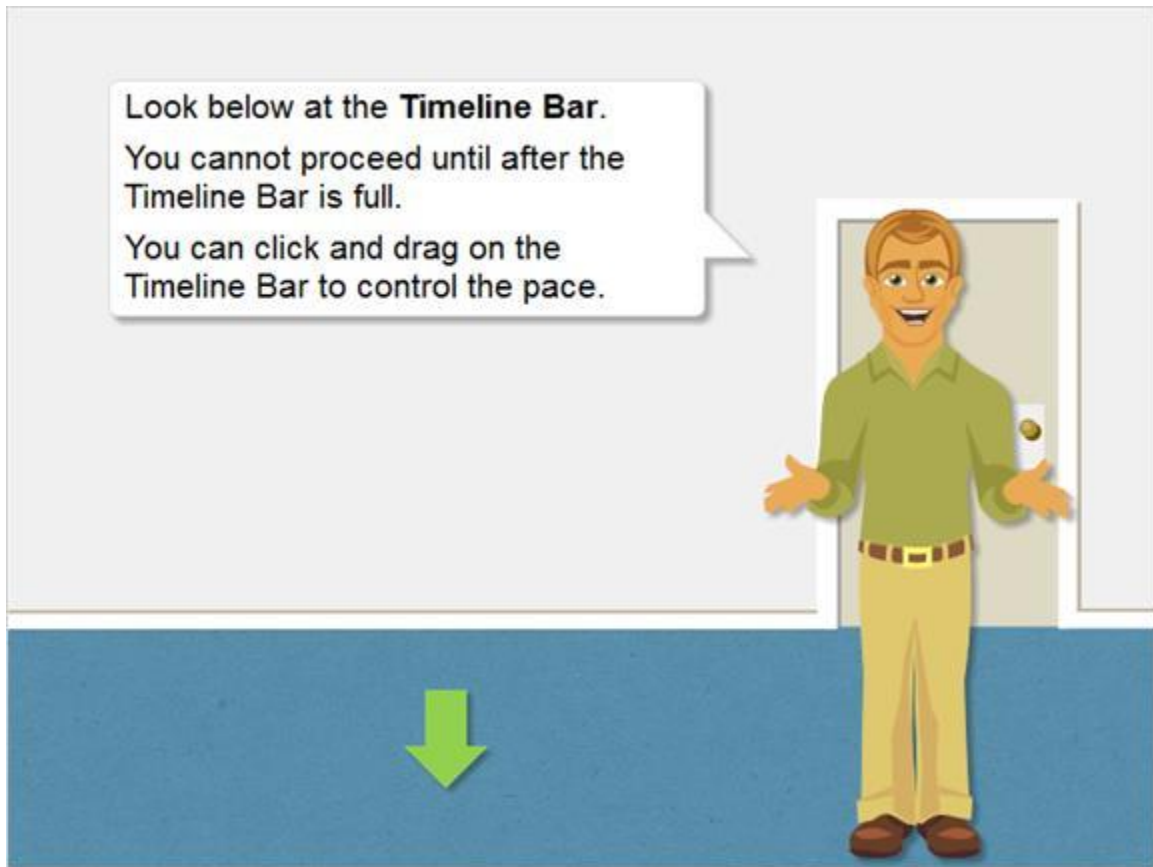 Look below at the Timeline Bar.
You cannot proceed until after the
Timeline Bar is full.
You can click and drag on the
Timeline Bar to control the pace.